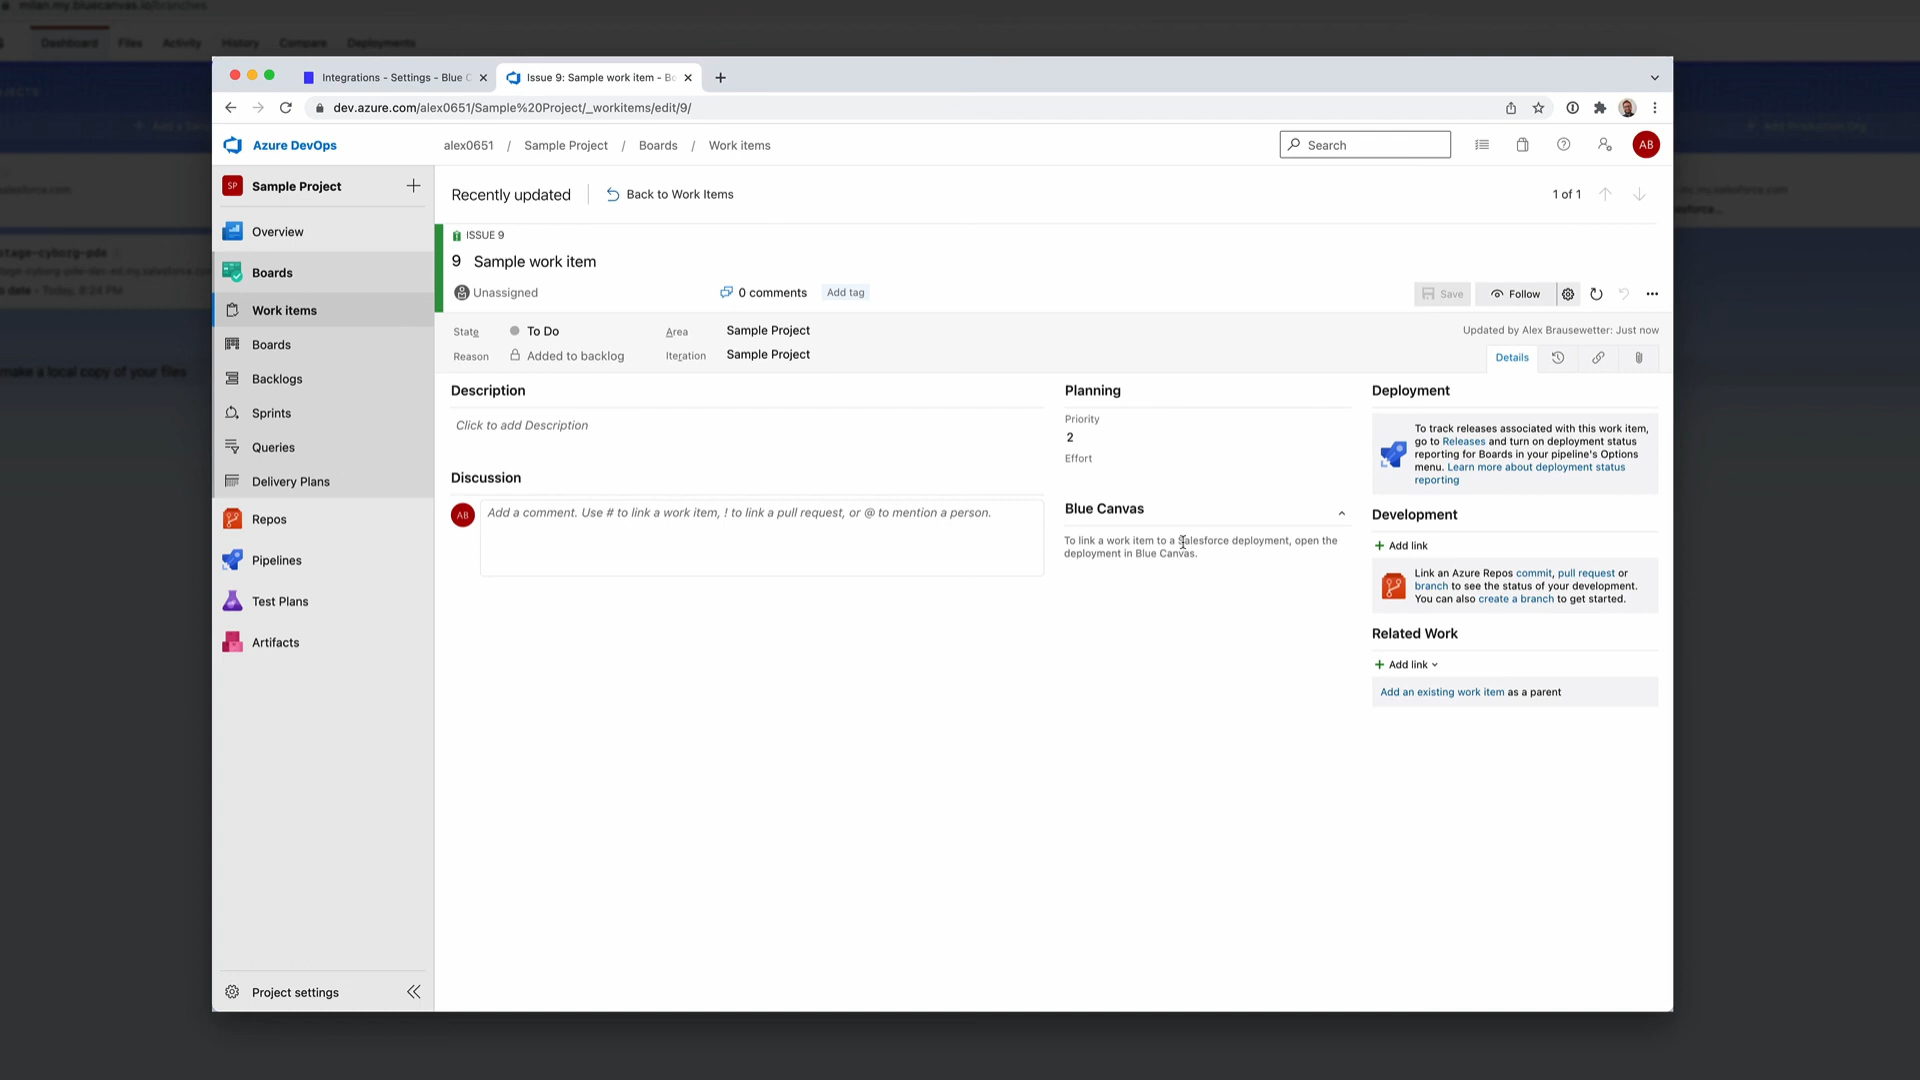 milan.my.bluecanvas.io/branches
Dashboard Files Activity History Compare Deployments
Integrations - Settings - Blue C
Issue 9: Sample work item - Bo
dev.azure.com/alex0651/Sample%20Project/_workitems/edit/9/
Azure DevOps
alex0651 / Sample Project / Boards / Work items
Search
AB
SP Sample Project
Overview
Boards
Work items
Boards
Backlogs
Sprints
Queries
Delivery Plans
Repos
Pipelines
Test Plans
Artifacts
Project settings
Recently updated
Back to Work Items
1 of 1
ISSUE 9
9 Sample work item
Unassigned
0 comments
Add tag
Save
Follow
State To Do
Area Sample Project
Updated by Alex Brausewetter: Just now
Reason Added to backlog
Iteration Sample Project
Details
Description
Click to add Description
Discussion
AB
Add a comment. Use # to link a work item, ! to link a pull request, or @ to mention a person.
Planning
Priority
2
Effort
Blue Canvas
To link a work item to a Salesforce deployment, open the
deployment in Blue Canvas.
Deployment
To track releases associated with this work item,
go to Releases and turn on deployment status
reporting for Boards in your pipeline's Options
menu. Learn more about deployment status
reporting
Development
Add link
Link an Azure Repos commit, pull request or
branch to see the status of your development.
You can also create a branch to get started.
Related Work
Add link
Add an existing work item as a parent
make a local copy of your files